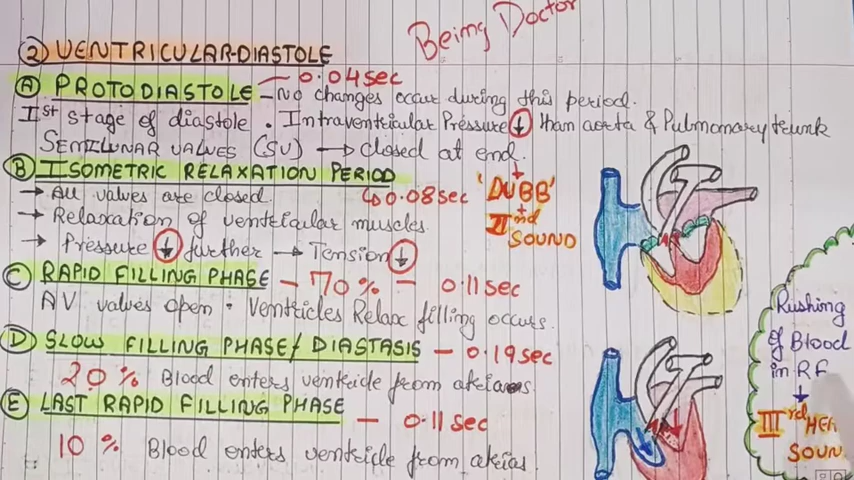 Being Doctor
② VENTRICULAR-DIASTOLE
Ⓐ PROTODIASTOLE — 0.04 sec
– No changes occur during this period.
Ist stage of diastole . Intraventricular Pressure ↓ than aorta & Pulmonary trunk
SEMILUNAR VALVES (SV) → closed at end.
Ⓑ ISOMETRIC RELAXATION PERIOD
→ All valves are closed. ↳ 0.08 sec
'DUBB'
IInd
SOUND
→ Relaxation of ventricular muscles.
→ Pressure ↓ further → Tension ↓
Ⓒ RAPID FILLING PHASE – 70% – 0.11 sec
AV valves open . Ventricles Relax filling occurs.
Ⓓ SLOW FILLING PHASE/ DIASTASIS – 0.19 sec
20% Blood enters ventricle from
Ⓔ LAST RAPID FILLING PHASE – 0.11 sec
10% Blood enters ventricle from atrias
Rushing
of Blood
in RF
↓
IIIrd
SOUN